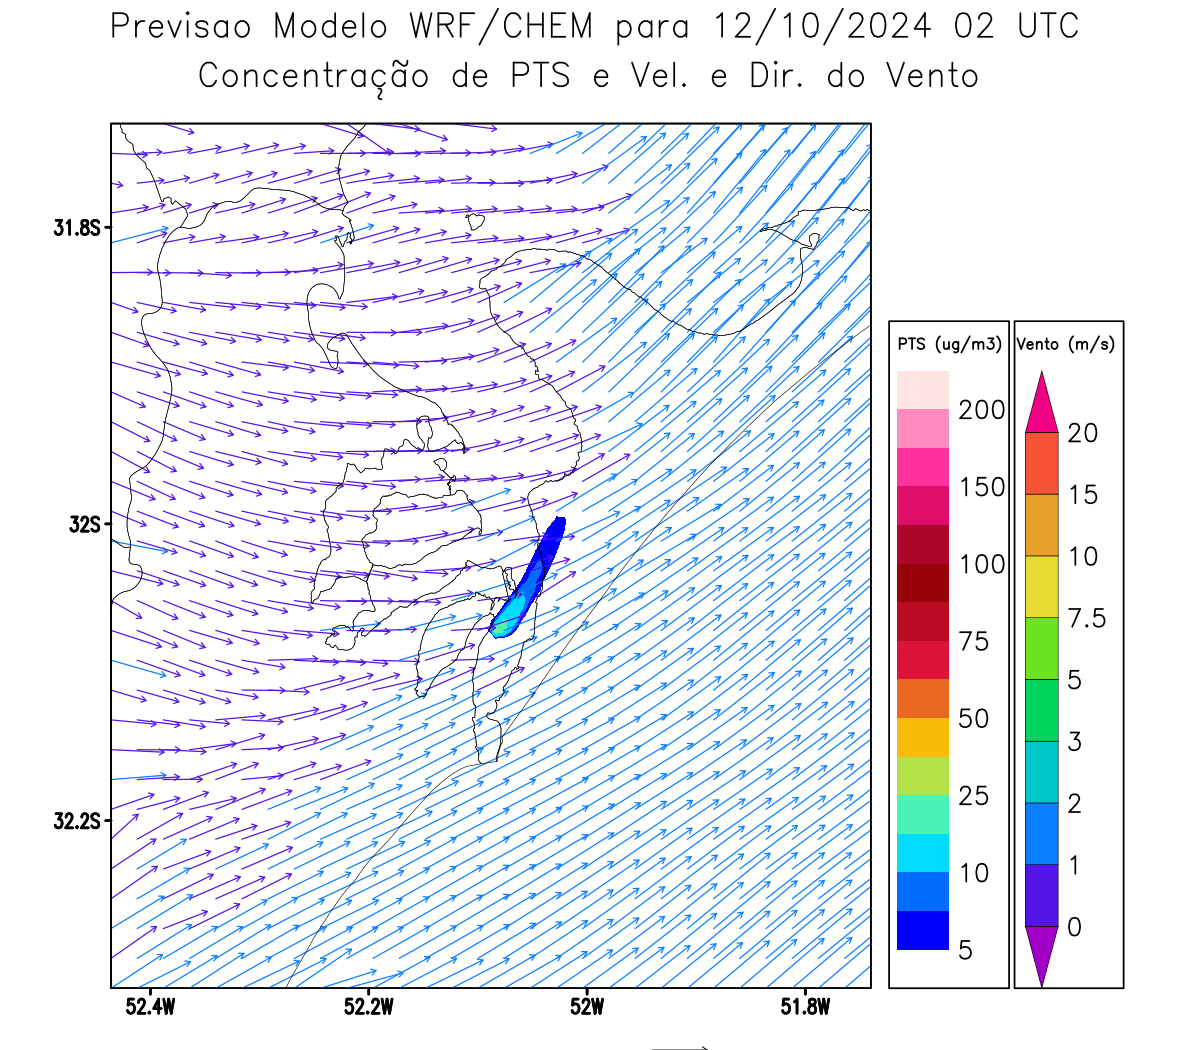 Previsao Modelo WRF/CHEM para 12/10/2024 02 UTC
Concentração de PTS e Vel. e Dir. do Vento
31.8S
32S
32.2S
52.4W 52.2W 52W 51.8W
PTS (ug/m3)
200
150
100
75
50
25
10
5
Vento (m/s)
20
15
10
7.5
5
3
2
1
0